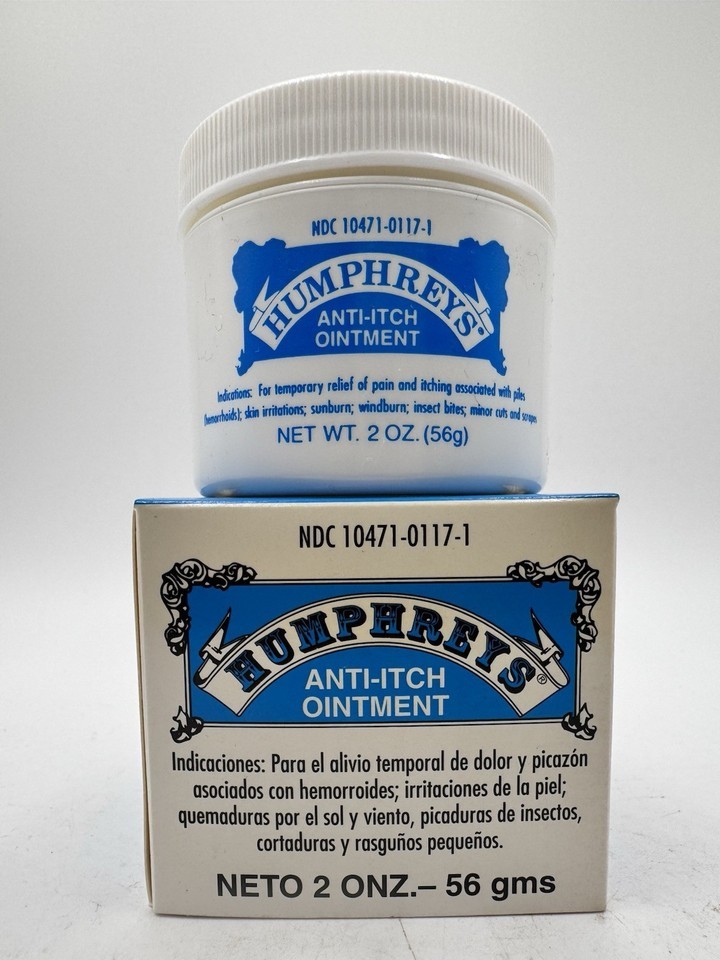 NDC 10471-0117-1
HUMPHREYS®
ANTI-ITCH
OINTMENT
Indications: For temporary relief of pain and itching associated with piles
(hemorrhoids); skin irritations; sunburn; windburn; insect bites; minor cuts and scrapes
NET WT. 2 OZ. (56g)
NDC 10471-0117-1
HUMPHREYS®
ANTI-ITCH
OINTMENT
Indicaciones: Para el alivio temporal de dolor y picazón
asociados con hemorroides; irritaciones de la piel;
quemaduras por el sol y viento, picaduras de insectos,
cortaduras y rasguños pequeños.
NETO 2 ONZ.– 56 gms